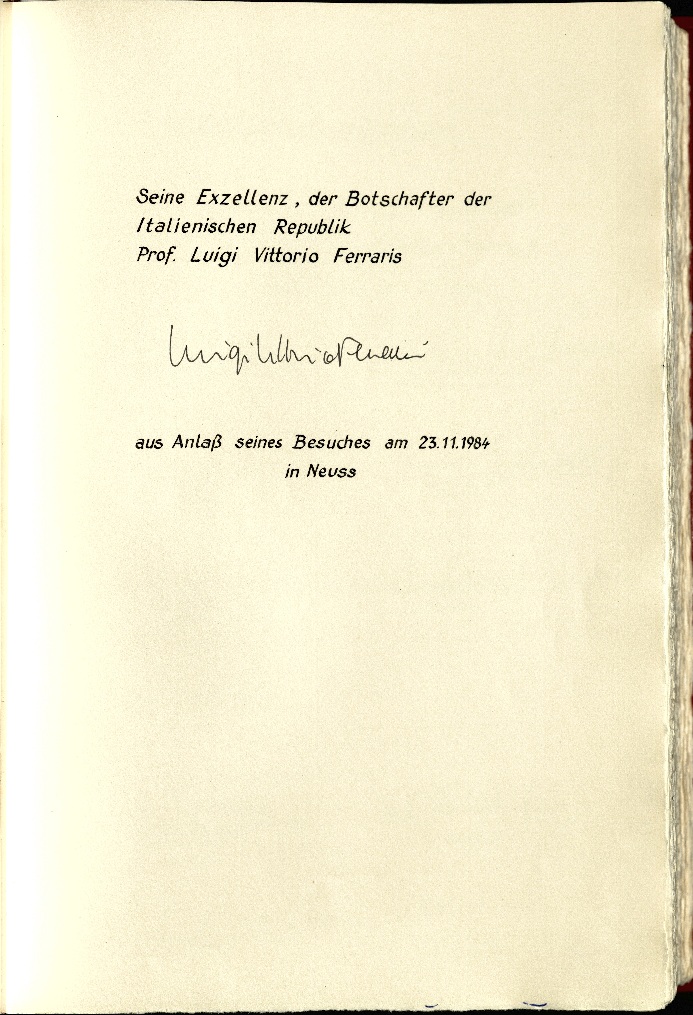 Seine Exzellenz, der Botschafter der
Italienischen Republik
Prof. Luigi Vittorio Ferraris
Luigi Vittorio Ferraris
aus Anlaß seines Besuches am 23.11.1984
in Neuss